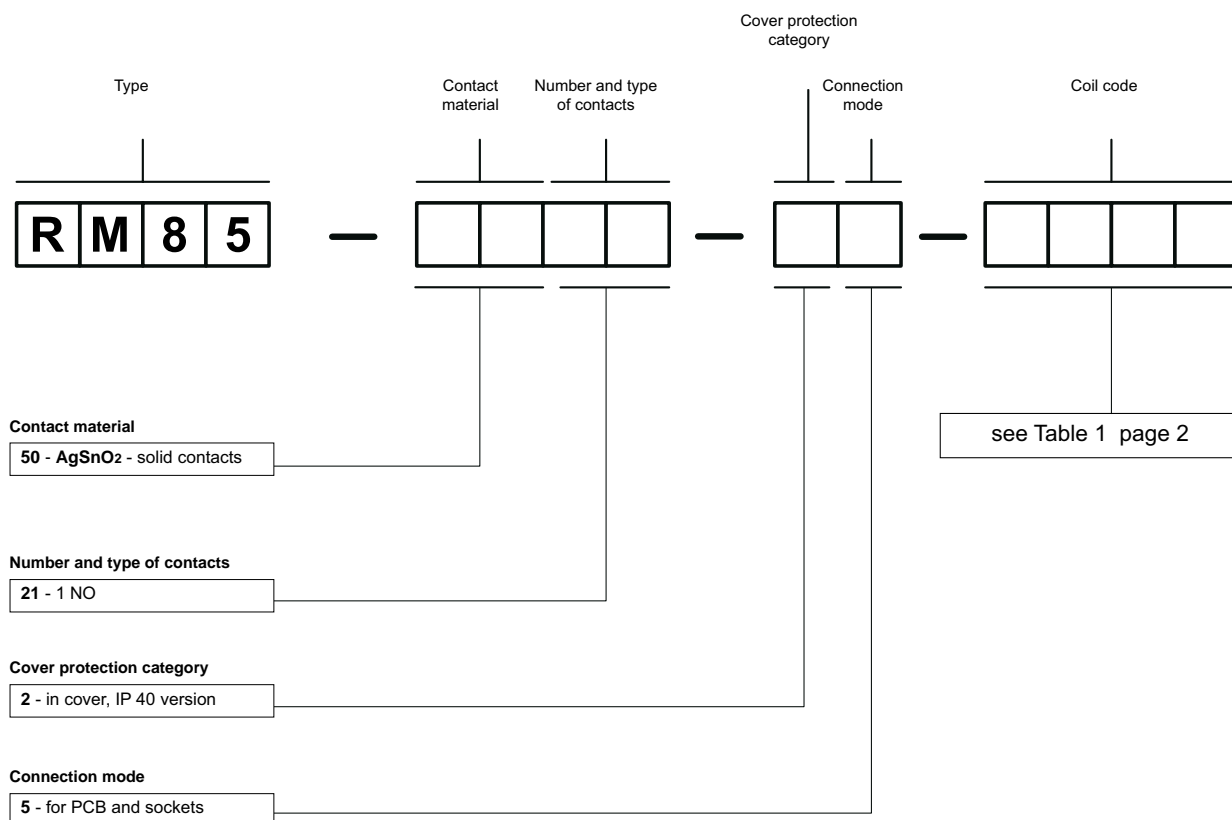 Cover protection
category
Type
Contact
material
Number and type
of contacts
Connection
mode
Coil code
RM85 — — —
Contact material
50 - AgSnO2 - solid contacts
see Table 1 page 2
Number and type of contacts
21 - 1 NO
Cover protection category
2 - in cover, IP 40 version
Connection mode
5 - for PCB and sockets